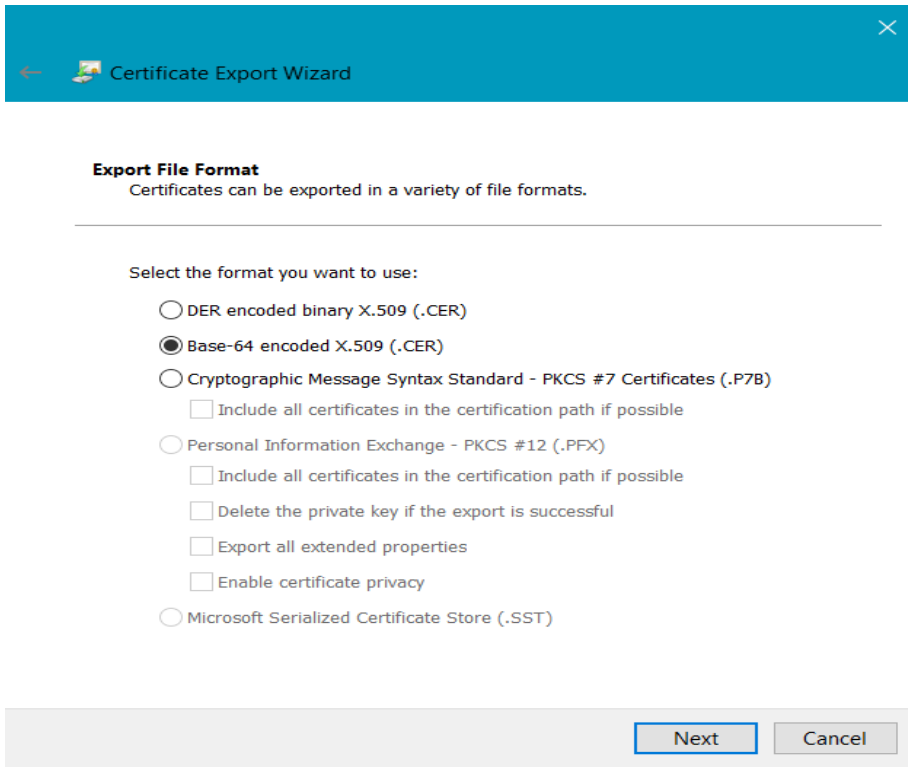 Certificate Export Wizard
Export File Format
Certificates can be exported in a variety of file formats.
Select the format you want to use:
DER encoded binary X.509 (.CER)
Base-64 encoded X.509 (.CER)
Cryptographic Message Syntax Standard - PKCS #7 Certificates (.P7B)
Include all certificates in the certification path if possible
Personal Information Exchange - PKCS #12 (.PFX)
Include all certificates in the certification path if possible
Delete the private key if the export is successful
Export all extended properties
Enable certificate privacy
Microsoft Serialized Certificate Store (.SST)
Next Cancel